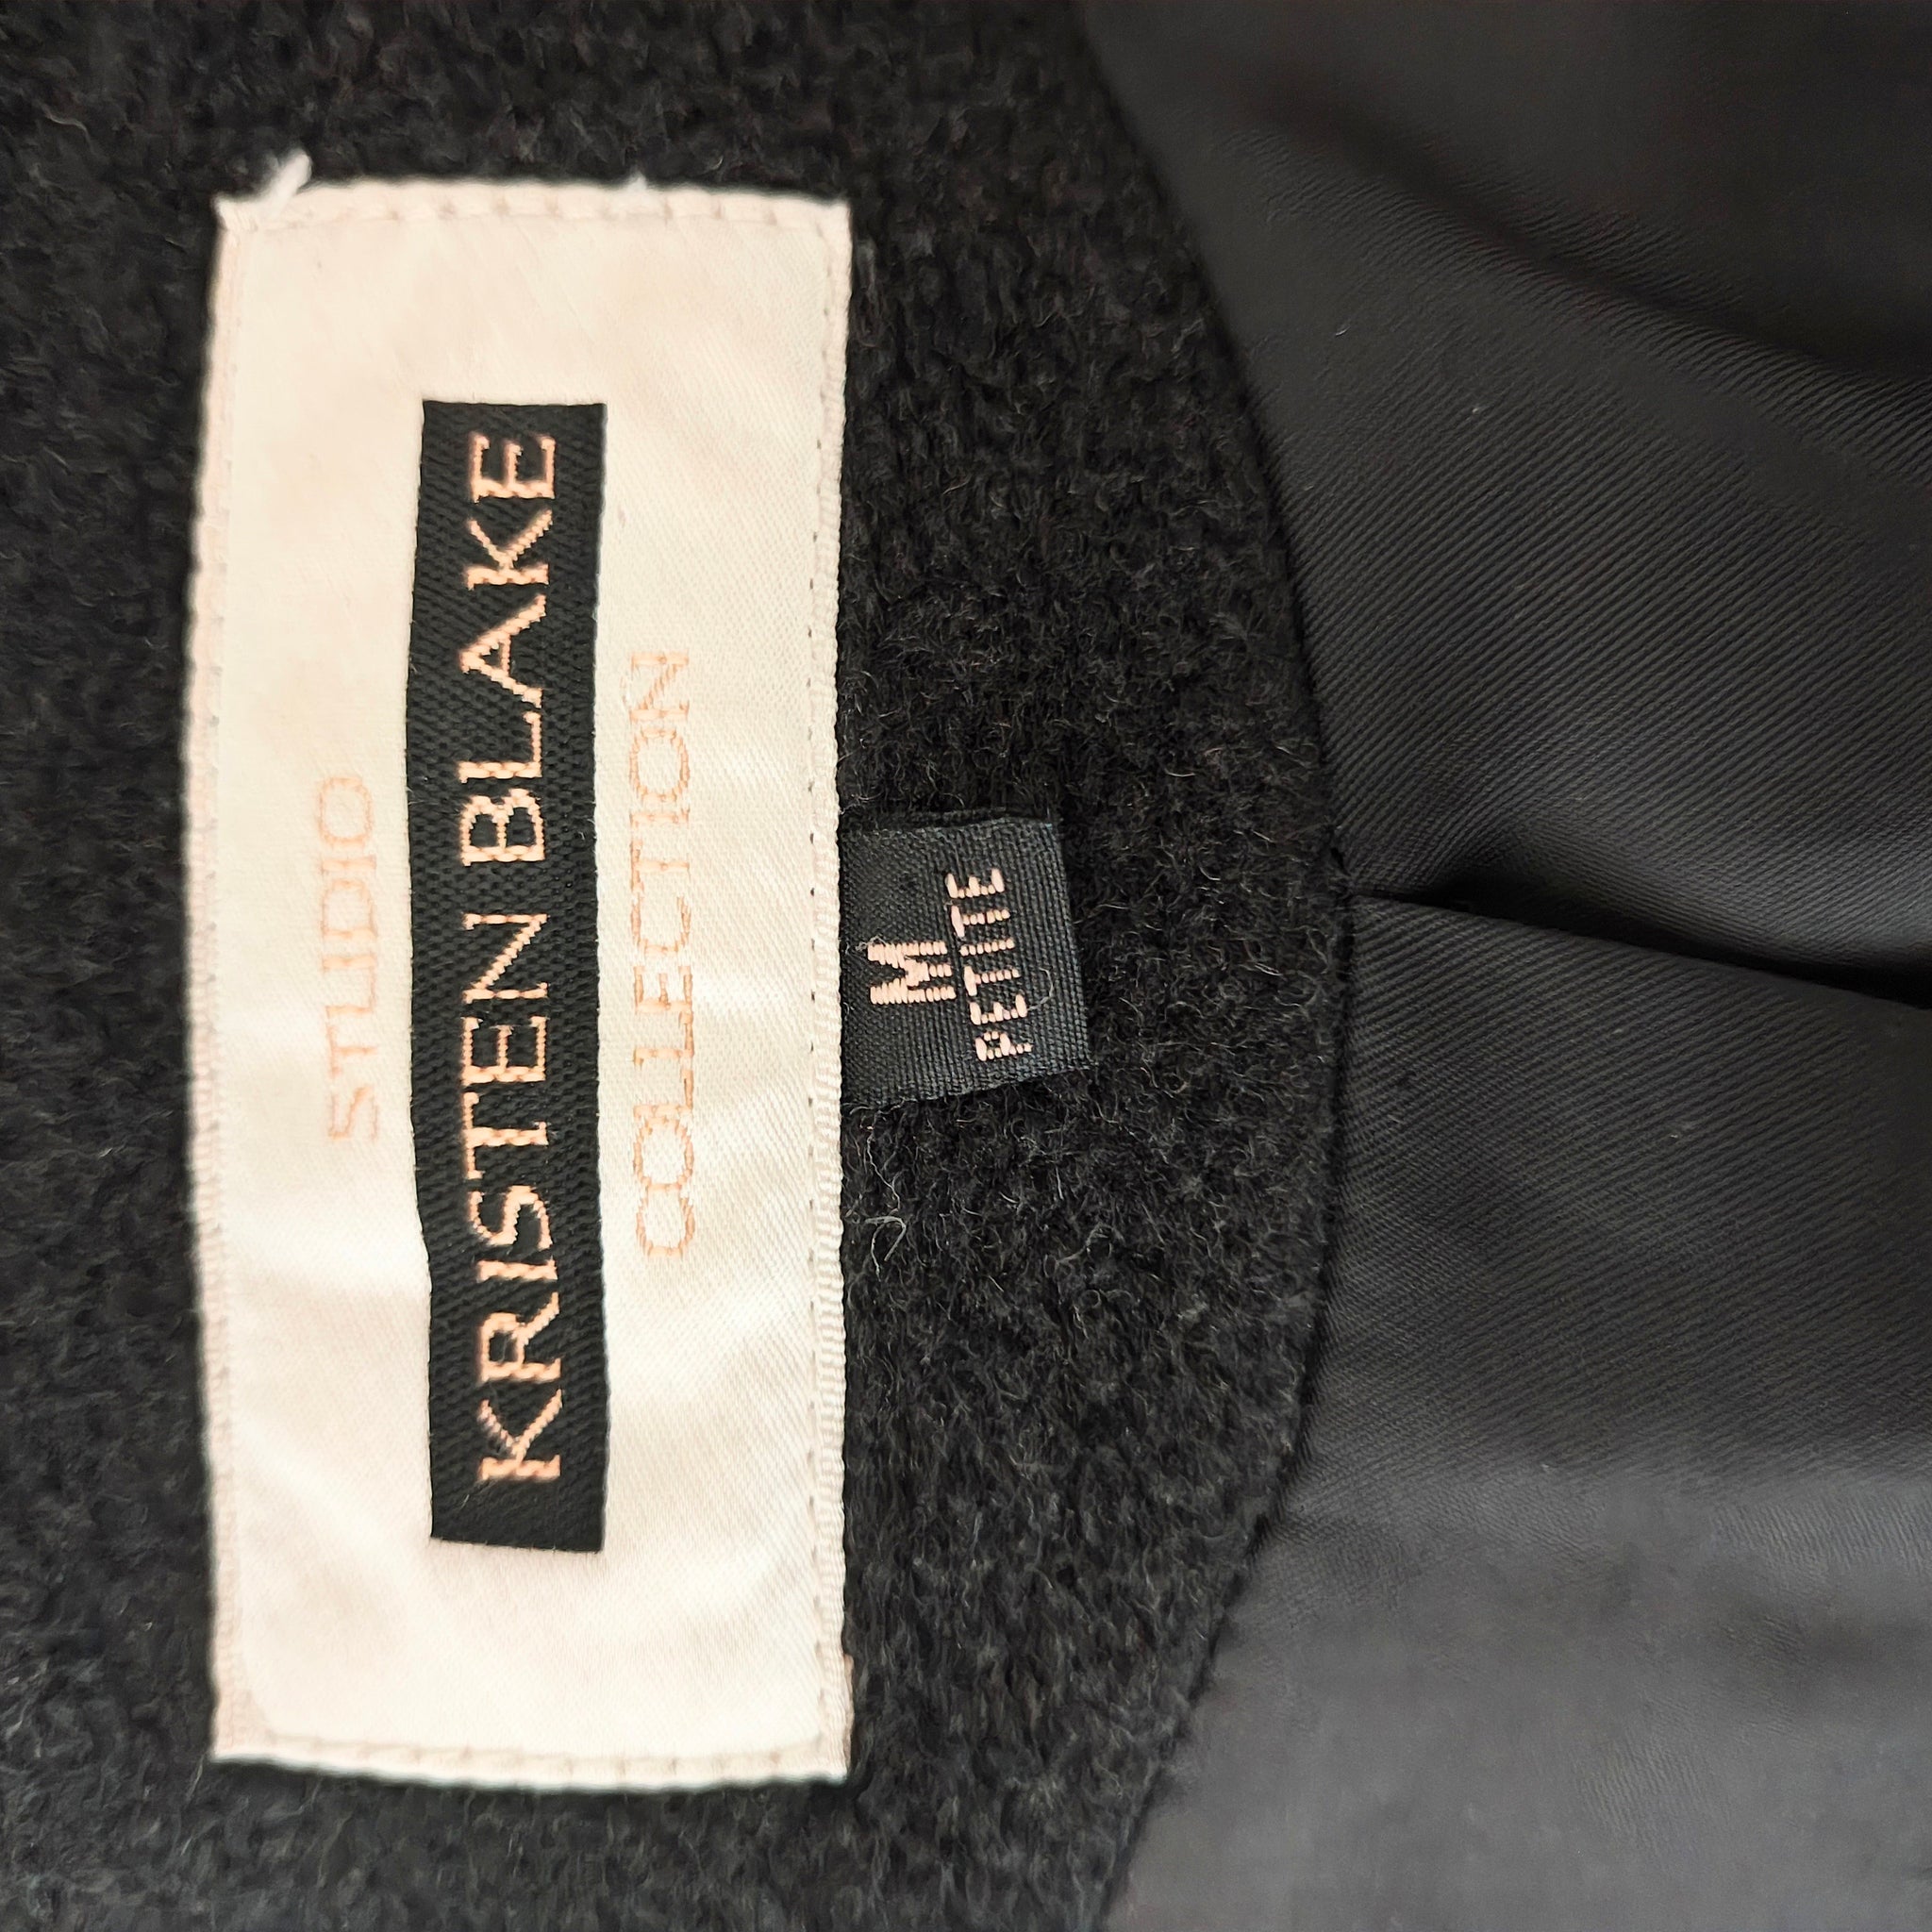 STUDIO
KRISTEN BLAKE
COLLECTION
M
PETITE